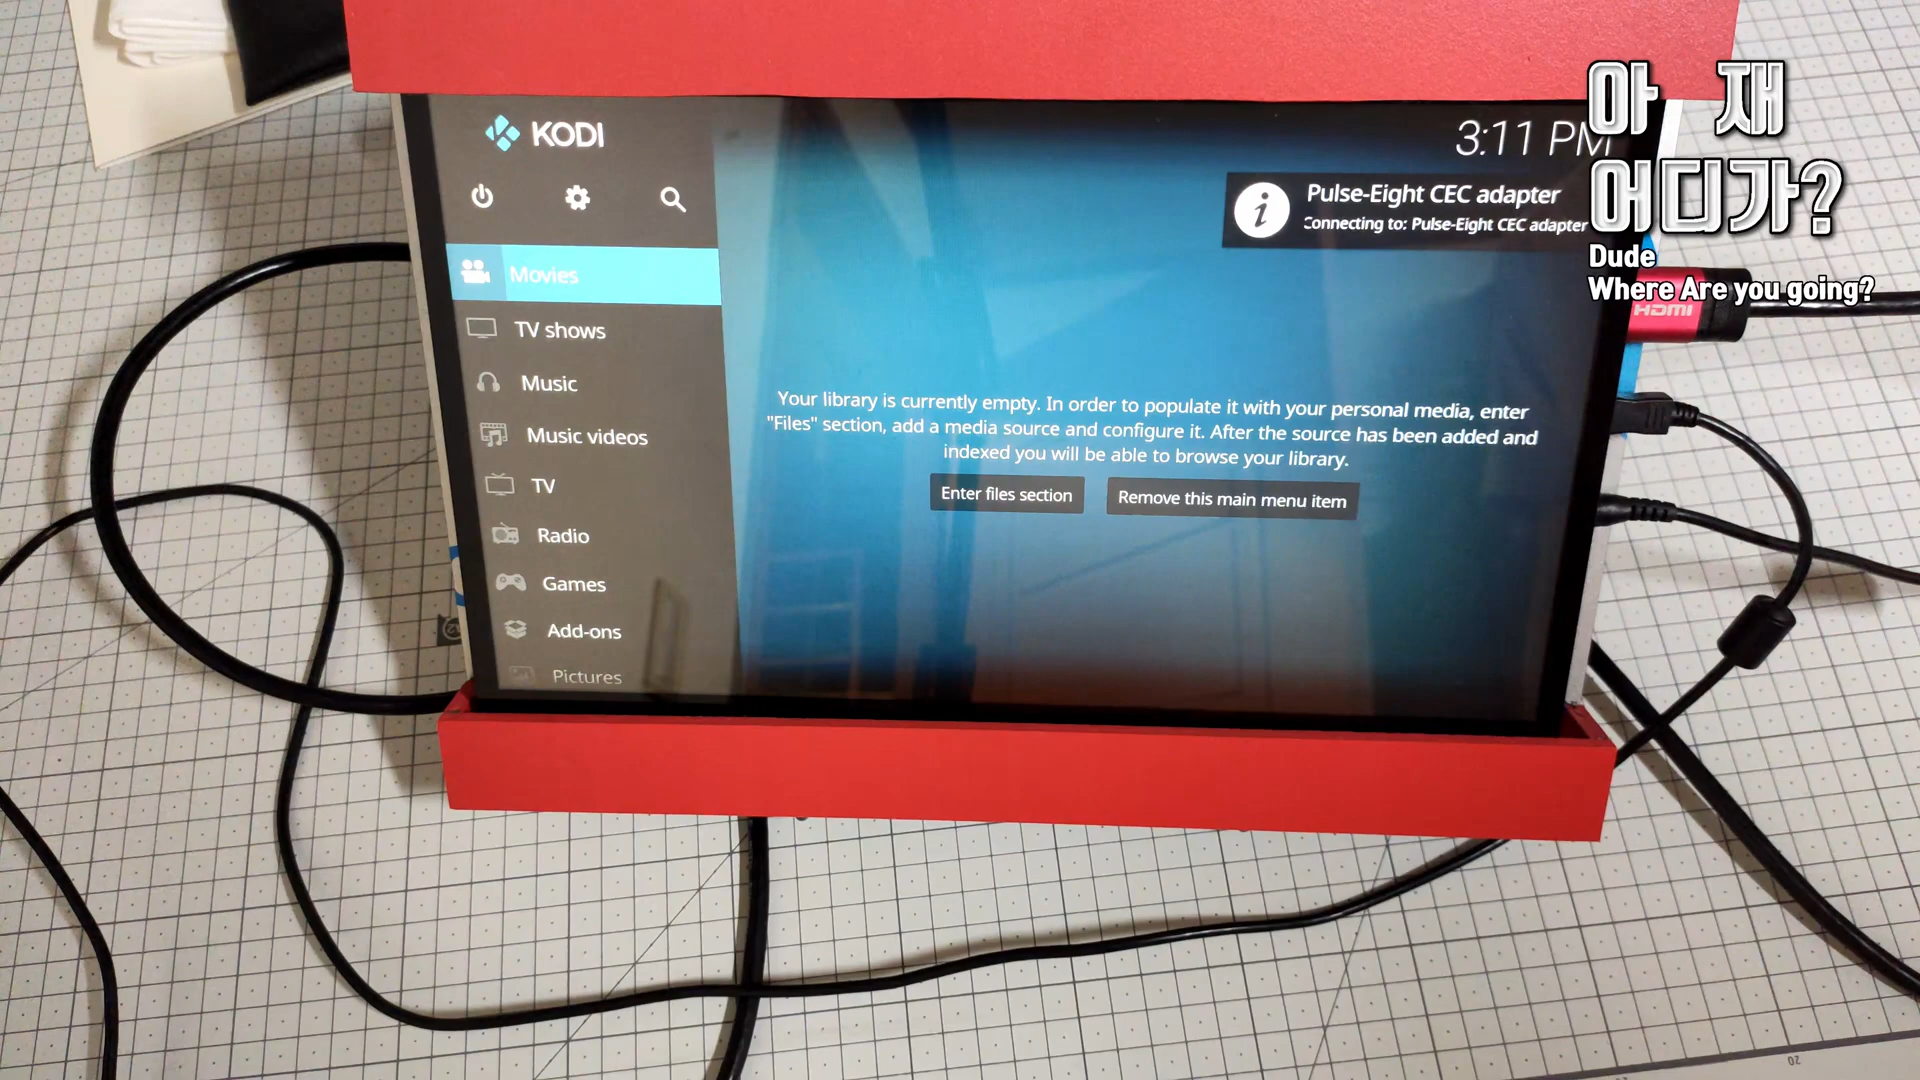 KODI
3:11 PM
Pulse-Eight CEC adapter
Connecting to: Pulse-Eight CEC adapter
아 재
어디가?
Dude
Where Are you going?
HDMI
Movies
TV shows
Music
Music videos
TV
Radio
Games
Add-ons
Pictures
Your library is currently empty. In order to populate it with your personal media, enter
"Files" section, add a media source and configure it. After the source has been added and
indexed you will be able to browse your library.
Enter files section
Remove this main menu item
20